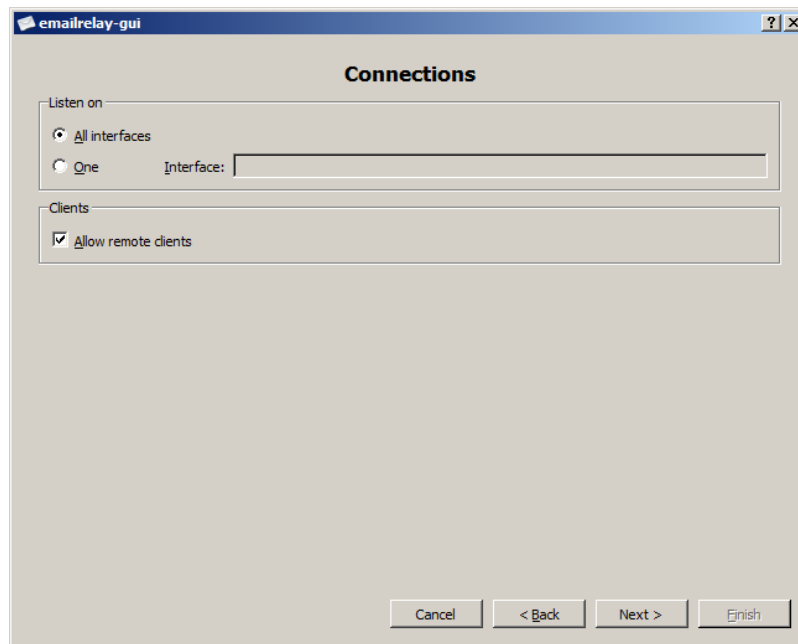 emailrelay-gui
Connections
Listen on
All interfaces
One Interface:
Clients
Allow remote clients
Cancel < Back Next > Finish